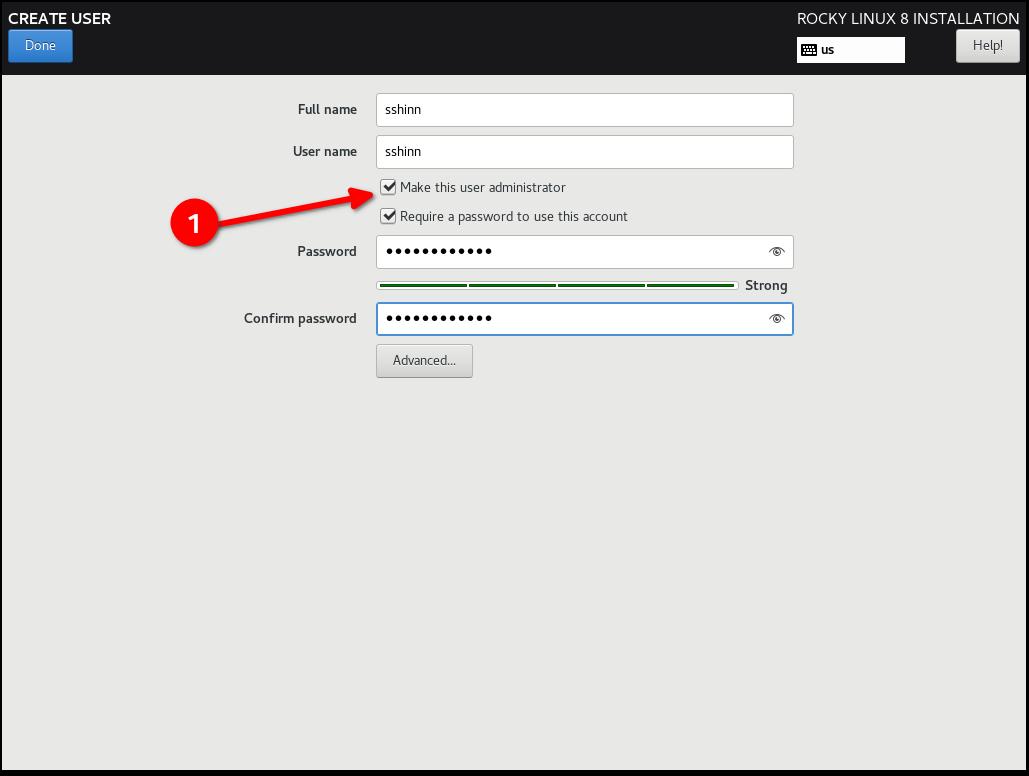 CREATE USER
ROCKY LINUX 8 INSTALLATION
Done
us
Help!
Full name
sshinn
User name
sshinn
Make this user administrator
1
Require a password to use this account
Password
••••••••••••
Strong
Confirm password
••••••••••••
Advanced...